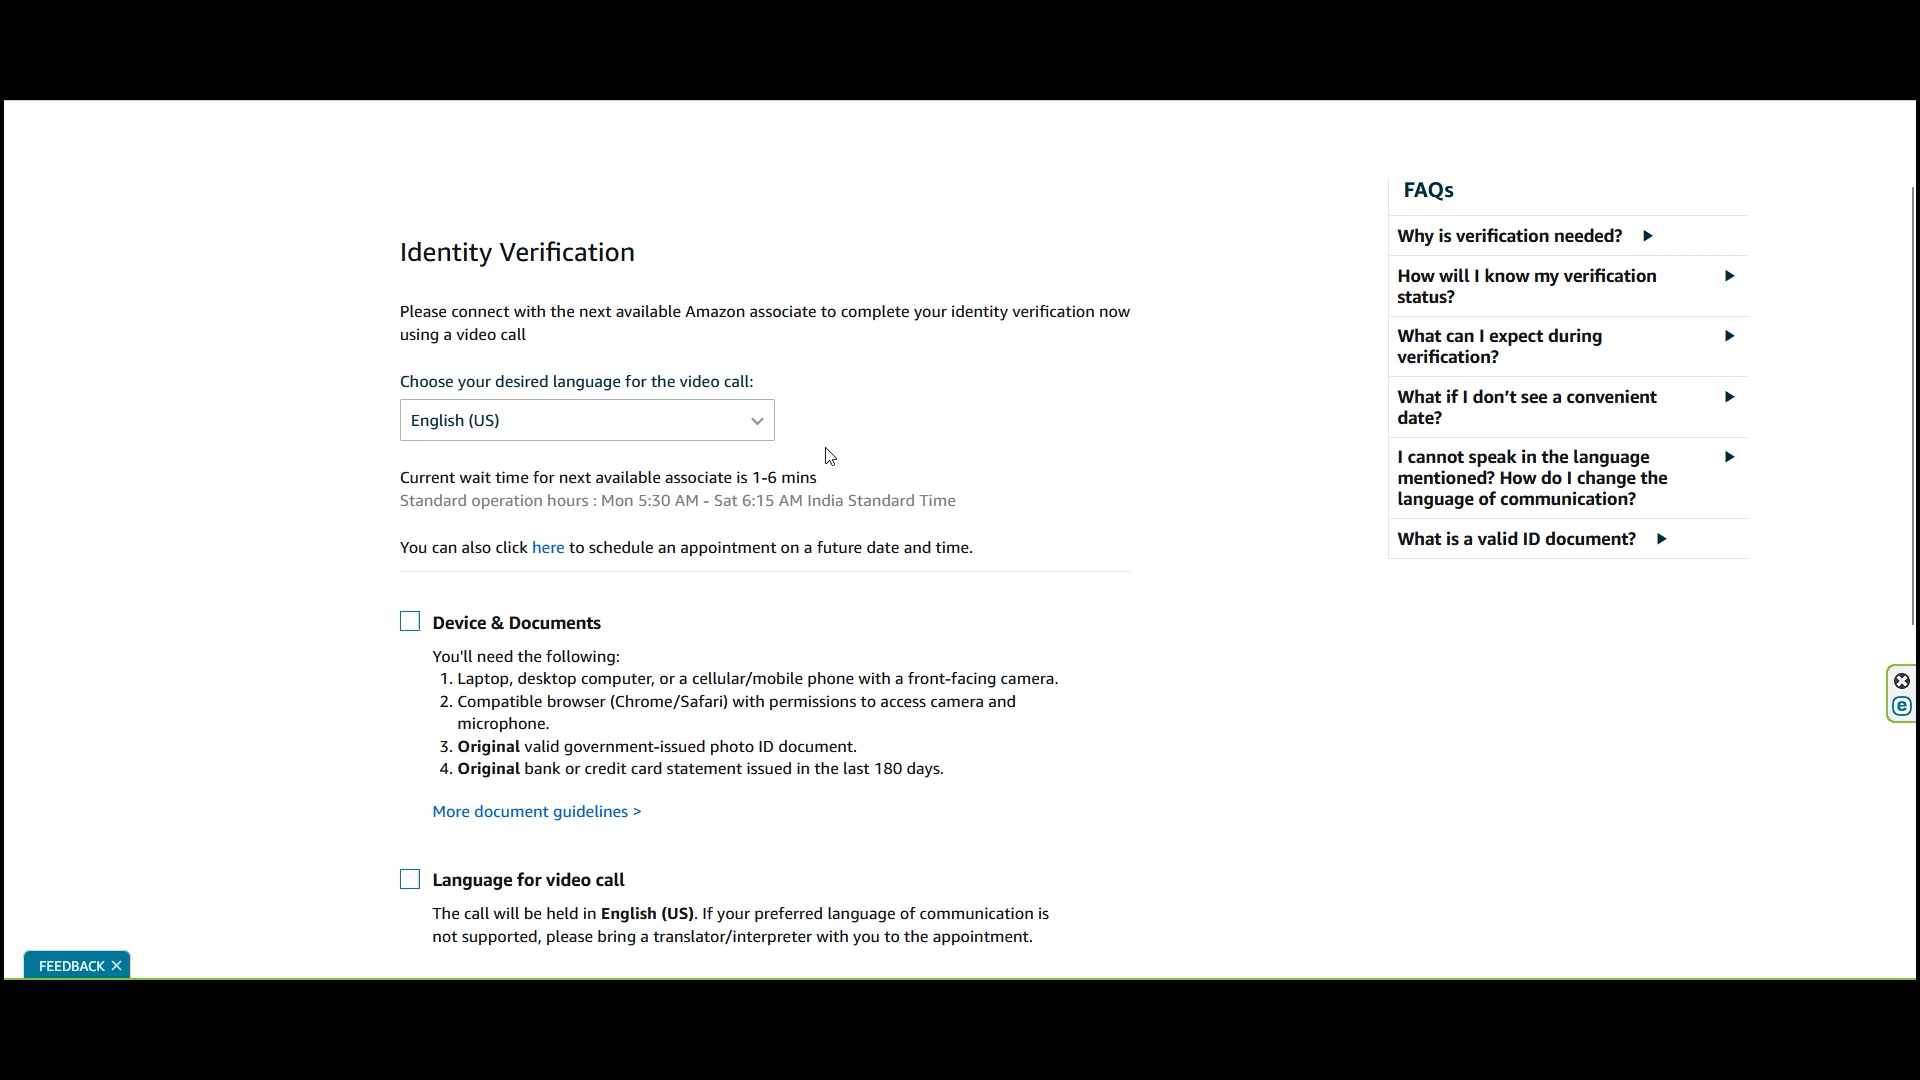 FAQs
Why is verification needed?
How will I know my verification
status?
What can I expect during
verification?
What if I don’t see a convenient
date?
I cannot speak in the language
mentioned? How do I change the
language of communication?
What is a valid ID document?
Identity Verification
Please connect with the next available Amazon associate to complete your identity verification now
using a video call
Choose your desired language for the video call:
English (US)
Current wait time for next available associate is 1-6 mins
Standard operation hours : Mon 5:30 AM - Sat 6:15 AM India Standard Time
You can also click here to schedule an appointment on a future date and time.
Device & Documents
You'll need the following:
1. Laptop, desktop computer, or a cellular/mobile phone with a front-facing camera.
2. Compatible browser (Chrome/Safari) with permissions to access camera and
microphone.
3. Original valid government-issued photo ID document.
4. Original bank or credit card statement issued in the last 180 days.
More document guidelines >
Language for video call
The call will be held in English (US). If your preferred language of communication is
not supported, please bring a translator/interpreter with you to the appointment.
FEEDBACK
e